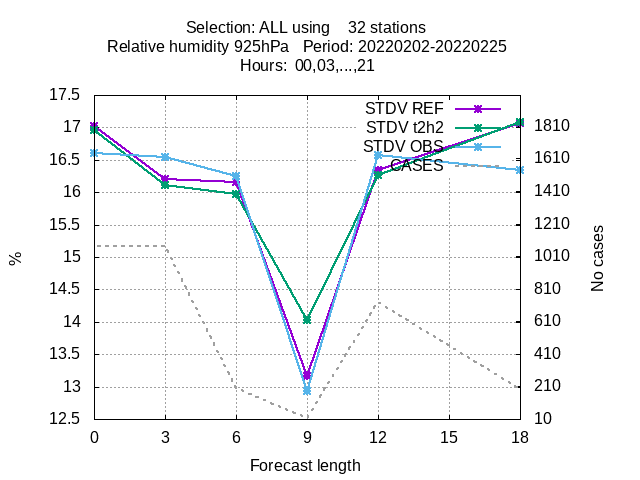 Selection: ALL using    32 stations
Relative humidity 925hPa   Period: 20220202-20220225
Hours:  00,03,...,21
17.5
17
16.5
16
15.5
15
14.5
14
13.5
13
12.5
%
STDV REF
STDV t2h2
STDV OBS
CASES
1810
1610
1410
1210
1010
810
610
410
210
10
No cases
0 3 6 9 12 15 18
Forecast length